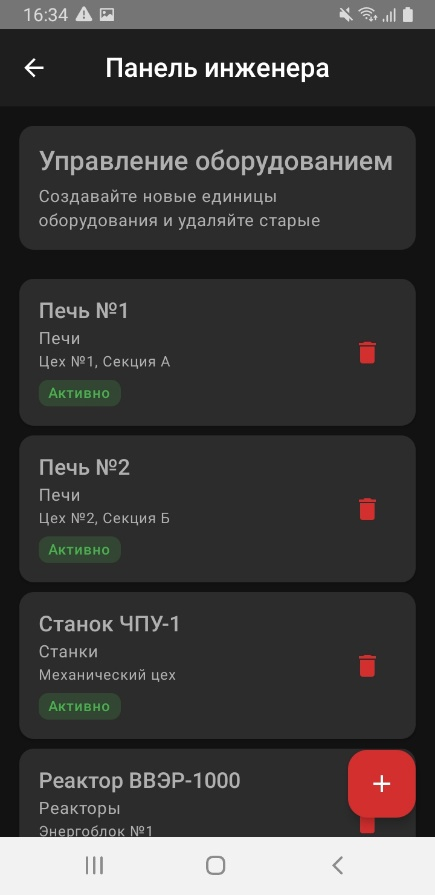 16:34
Панель инженера
Управление оборудованием
Создавайте новые единицы
оборудования и удаляйте старые
Печь №1
Печи
Цех №1, Секция А
Активно
Печь №2
Печи
Цех №2, Секция Б
Активно
Станок ЧПУ-1
Станки
Механический цех
Активно
Реактор ВВЭР-1000
Реакторы
Энергоблок №1